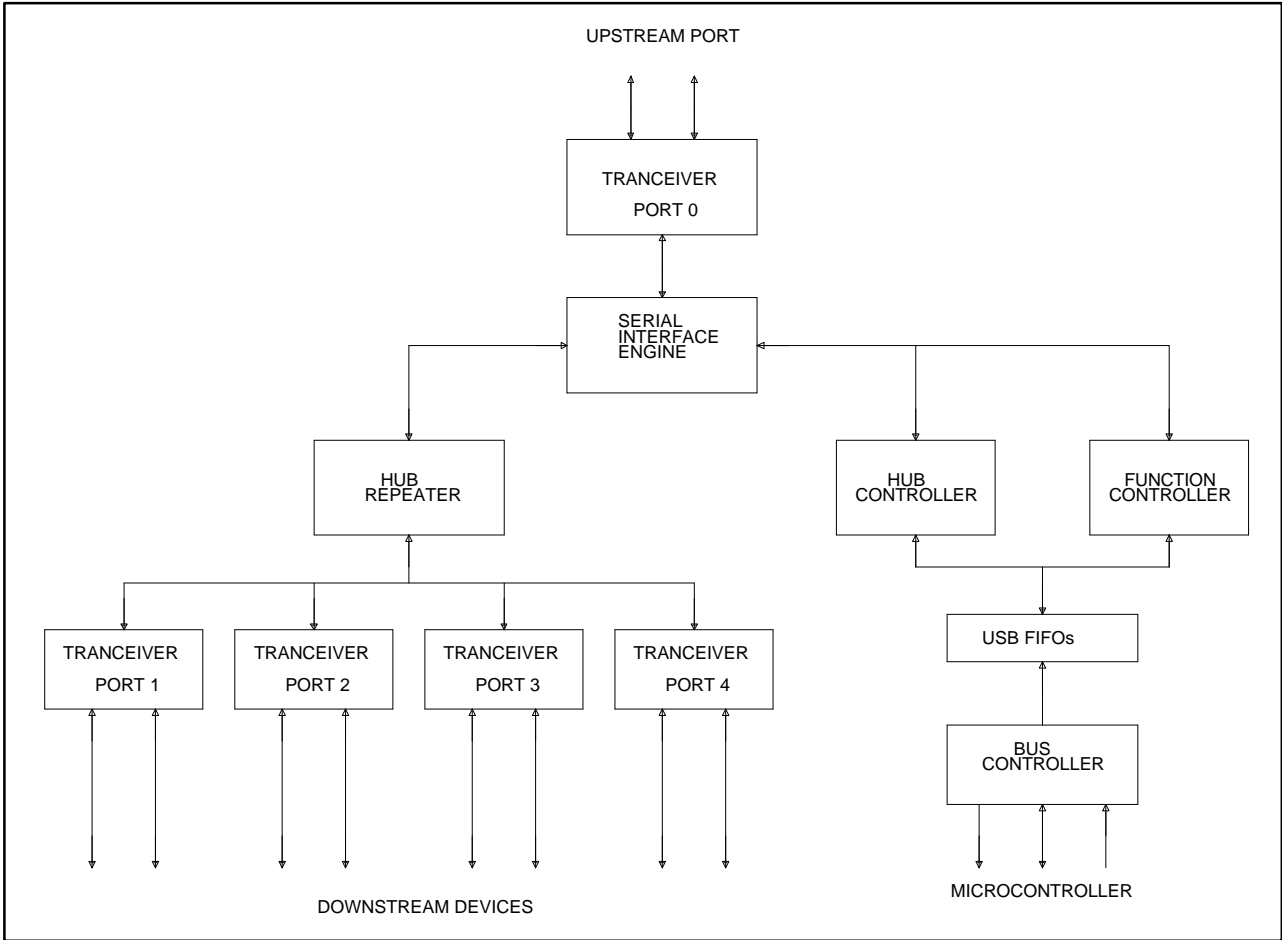 UPSTREAM PORT
TRANCEIVER
PORT 0
SERIAL
INTERFACE
ENGINE
HUB
REPEATER
HUB
CONTROLLER
FUNCTION
CONTROLLER
TRANCEIVER
PORT 1
TRANCEIVER
PORT 2
TRANCEIVER
PORT 3
TRANCEIVER
PORT 4
USB FIFOs
BUS
CONTROLLER
DOWNSTREAM DEVICES
MICROCONTROLLER